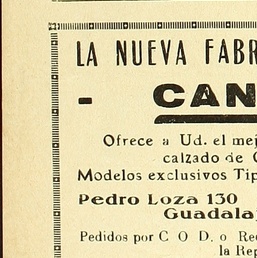 LA NUEVA FABR
- CAN
Ofrece a Ud. el mej
calzado de
Modelos exclusivos Tip
Pedro Loza 130
Guadala
Pedidos por C O D, o Re
la Rep